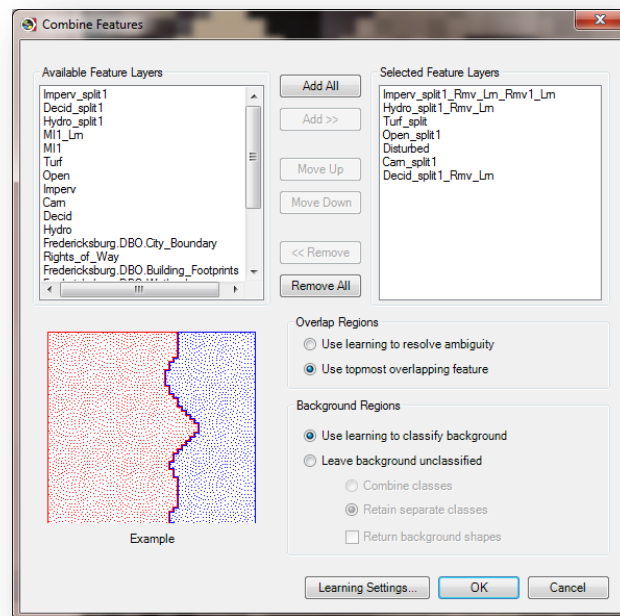 Combine Features
Available Feature Layers
Imperv_split1
Decid_split1
Hydro_split1
MI1_Lm
MI1
Turf
Open
Imperv
Cam
Decid
Hydro
Fredericksburg.DBO.City_Boundary
Rights_of_Way
Fredericksburg.DBO.Building_Footprints
Add All
Add >>
Move Up
Move Down
<< Remove
Remove All
Selected Feature Layers
Imperv_split1_Rmv_Lm_Rmv1_Lm
Hydro_split1_Rmv_Lm
Turf_split
Open_split1
Disturbed
Cam_split1
Decid_split1_Rmv_Lm
Example
Overlap Regions
Use learning to resolve ambiguity
Use topmost overlapping feature
Background Regions
Use learning to classify background
Leave background unclassified
Combine classes
Retain separate classes
Return background shapes
Learning Settings...
OK
Cancel